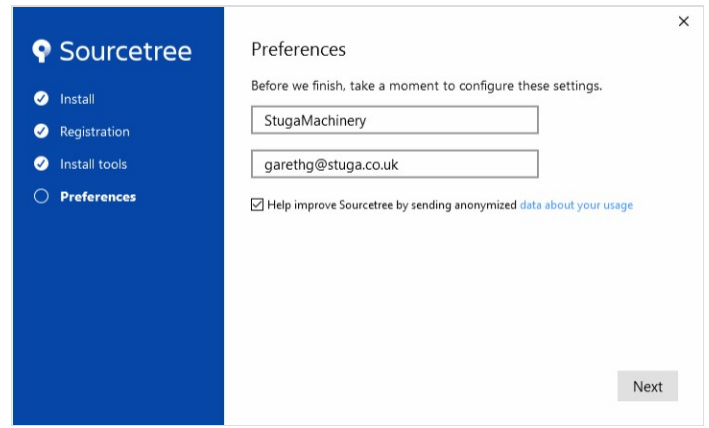 Sourcetree
Install
Registration
Install tools
Preferences
Preferences
Before we finish, take a moment to configure these settings.
StugaMachinery
garethg@stuga.co.uk
Help improve Sourcetree by sending anonymized data about your usage
Next